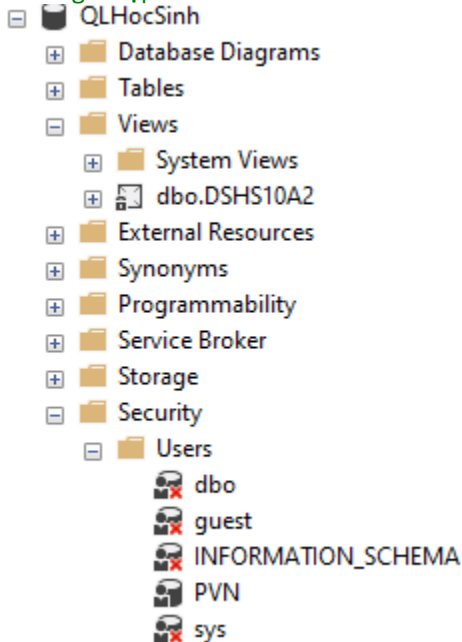 QLHocSinh
Database Diagrams
Tables
Views
System Views
dbo.DSHS10A2
External Resources
Synonyms
Programmability
Service Broker
Storage
Security
Users
dbo
guest
INFORMATION_SCHEMA
PVN
sys